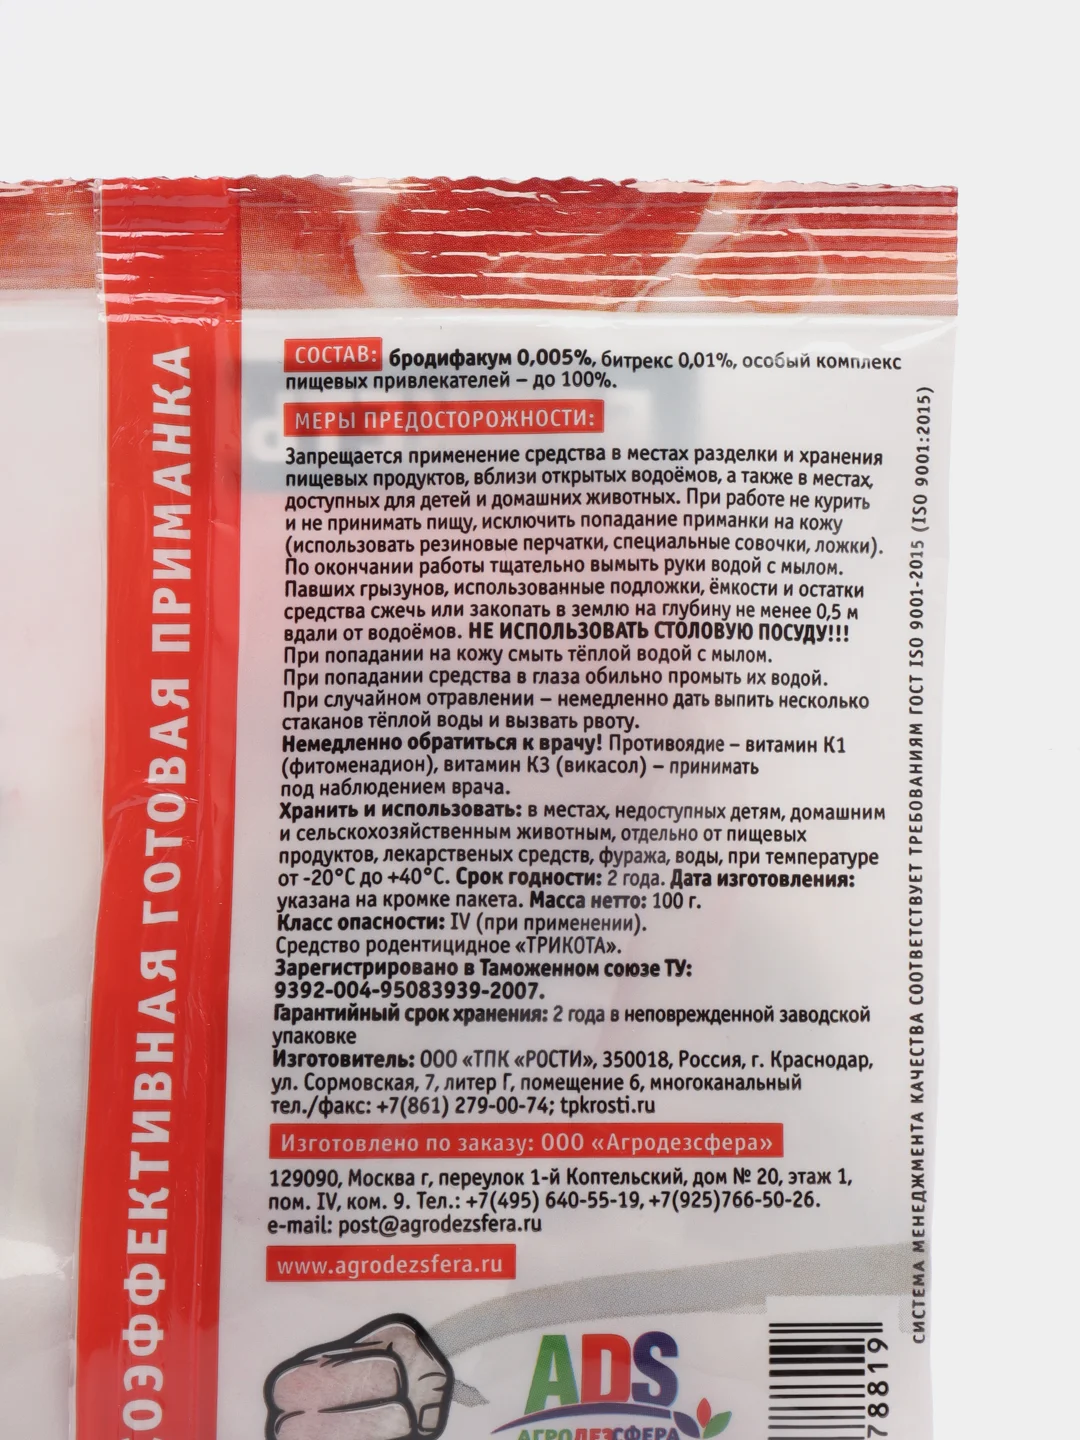 СОСТАВ: бродифакум 0,005%, битрекс 0,01%, особый комплекс
пищевых привлекателей – до 100%.
МЕРЫ ПРЕДОСТОРОЖНОСТИ:
Запрещается применение средства в местах разделки и хранения
пищевых продуктов, вблизи открытых водоёмов, а также в местах,
доступных для детей и домашних животных. При работе не курить
и не принимать пищу, исключить попадание приманки на кожу
(использовать резиновые перчатки, специальные совочки, ложки).
По окончании работы тщательно вымыть руки водой с мылом.
Павших грызунов, использованные подложки, ёмкости и остатки
средства сжечь или закопать в землю на глубину не менее 0,5 м
вдали от водоёмов. НЕ ИСПОЛЬЗОВАТЬ СТОЛОВУЮ ПОСУДУ!!!
При попадании на кожу смыть тёплой водой с мылом.
При попадании средства в глаза обильно промыть их водой.
При случайном отравлении – немедленно дать выпить несколько
стаканов тёплой воды и вызвать рвоту.
Немедленно обратиться к врачу! Противоядие – витамин К1
(фитоменадион), витамин К3 (викасол) – принимать
под наблюдением врача.
Хранить и использовать: в местах, недоступных детям, домашним
и сельскохозяйственным животным, отдельно от пищевых
продуктов, лекарственых средств, фуража, воды, при температуре
от -20°С до +40°С. Срок годности: 2 года. Дата изготовления:
указана на кромке пакета. Масса нетто: 100 г.
Класс опасности: IV (при применении).
Средство родентицидное «ТРИКОТА».
Зарегистрировано в Таможенном союзе ТУ:
9392-004-95083939-2007.
Гарантийный срок хранения: 2 года в неповрежденной заводской
упаковке
Изготовитель: ООО «ТПК «РОСТИ», 350018, Россия, г. Краснодар,
ул. Сормовская, 7, литер Г, помещение 6, многоканальный
тел./факс: +7(861) 279-00-74; tpkrosti.ru
Изготовлено по заказу: ООО «Агродезсфера»
129090, Москва г, переулок 1-й Коптельский, дом № 20, этаж 1,
пом. IV, ком. 9. Тел.: +7(495) 640-55-19, +7(925)766-50-26.
e-mail: post@agrodezsfera.ru
www.agrodezsfera.ru
ADS
АГРОДЕЗСФЕРА
78819
ОЭФФЕКТИВНАЯ ГОТОВАЯ ПРИМАНКА
СИСТЕМА МЕНЕДЖМЕНТА КАЧЕСТВА СООТВЕТСТВУЕТ ТРЕБОВАНИЯМ ГОСТ ISO 9001-2015 (ISO 9001:2015)